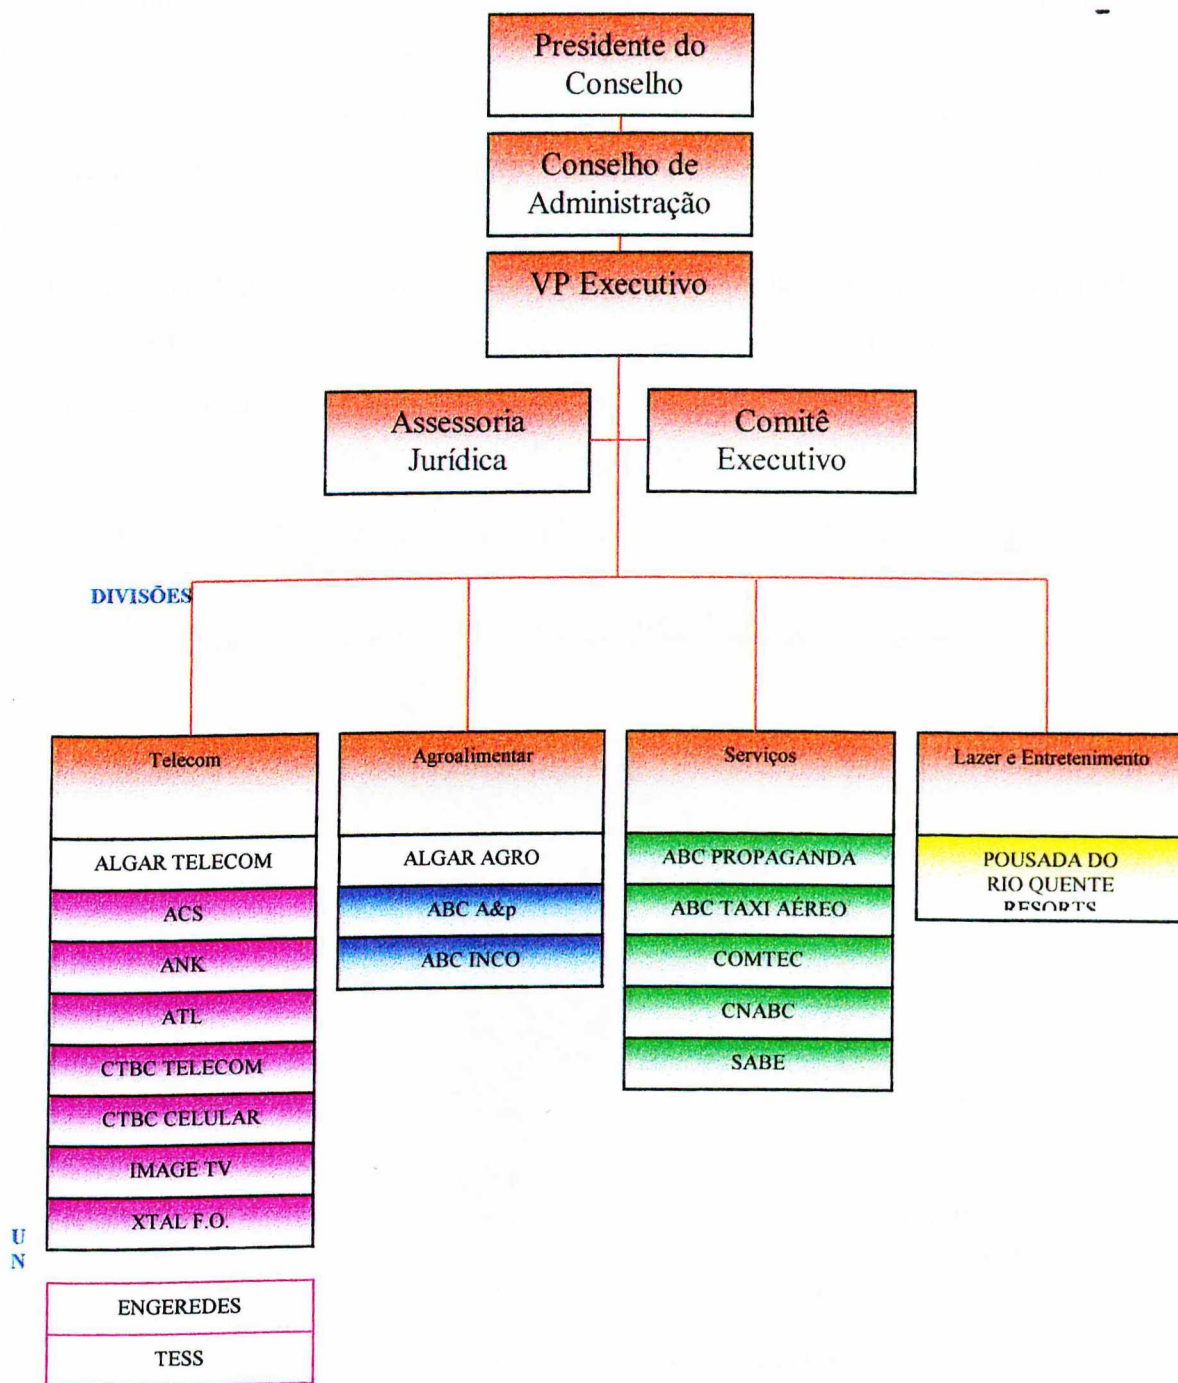 Presidente do
Conselho
Conselho de
Administração
VP Executivo
Assessoria
Jurídica
Comitê
Executivo
DIVISÕES
Telecom
ALGAR TELECOM
ACS
ANK
ATL
CTBC TELECOM
CTBC CELULAR
IMAGE TV
XTAL F.O.
ENGEREDES
TESS
Agroalimentar
ALGAR AGRO
ABC A&p
ABC INCO
Serviços
ABC PROPAGANDA
ABC TAXI AÉREO
COMTEC
CNABC
SABE
Lazer e Entretenimento
POUSADA DO
RIO QUENTE
RESORTS
U
N